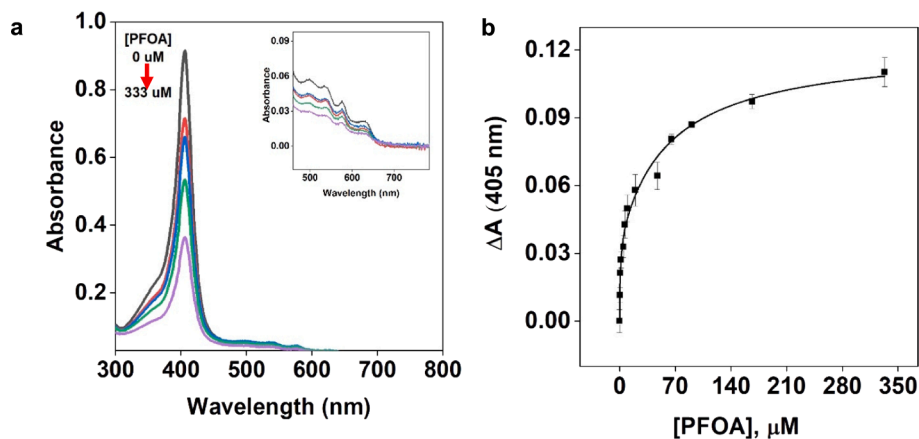 a
[PFOA]
0 uM
333 uM
Absorbance
1.0
0.8
0.6
0.4
0.2
300 400 500 600 700 800
Wavelength (nm)
Absorbance
0.09
0.06
0.03
0.00
500 600 700
Wavelength (nm)
b
ΔA (405 nm)
0.12
0.09
0.06
0.03
0.00
0 70 140 210 280 350
[PFOA], μM